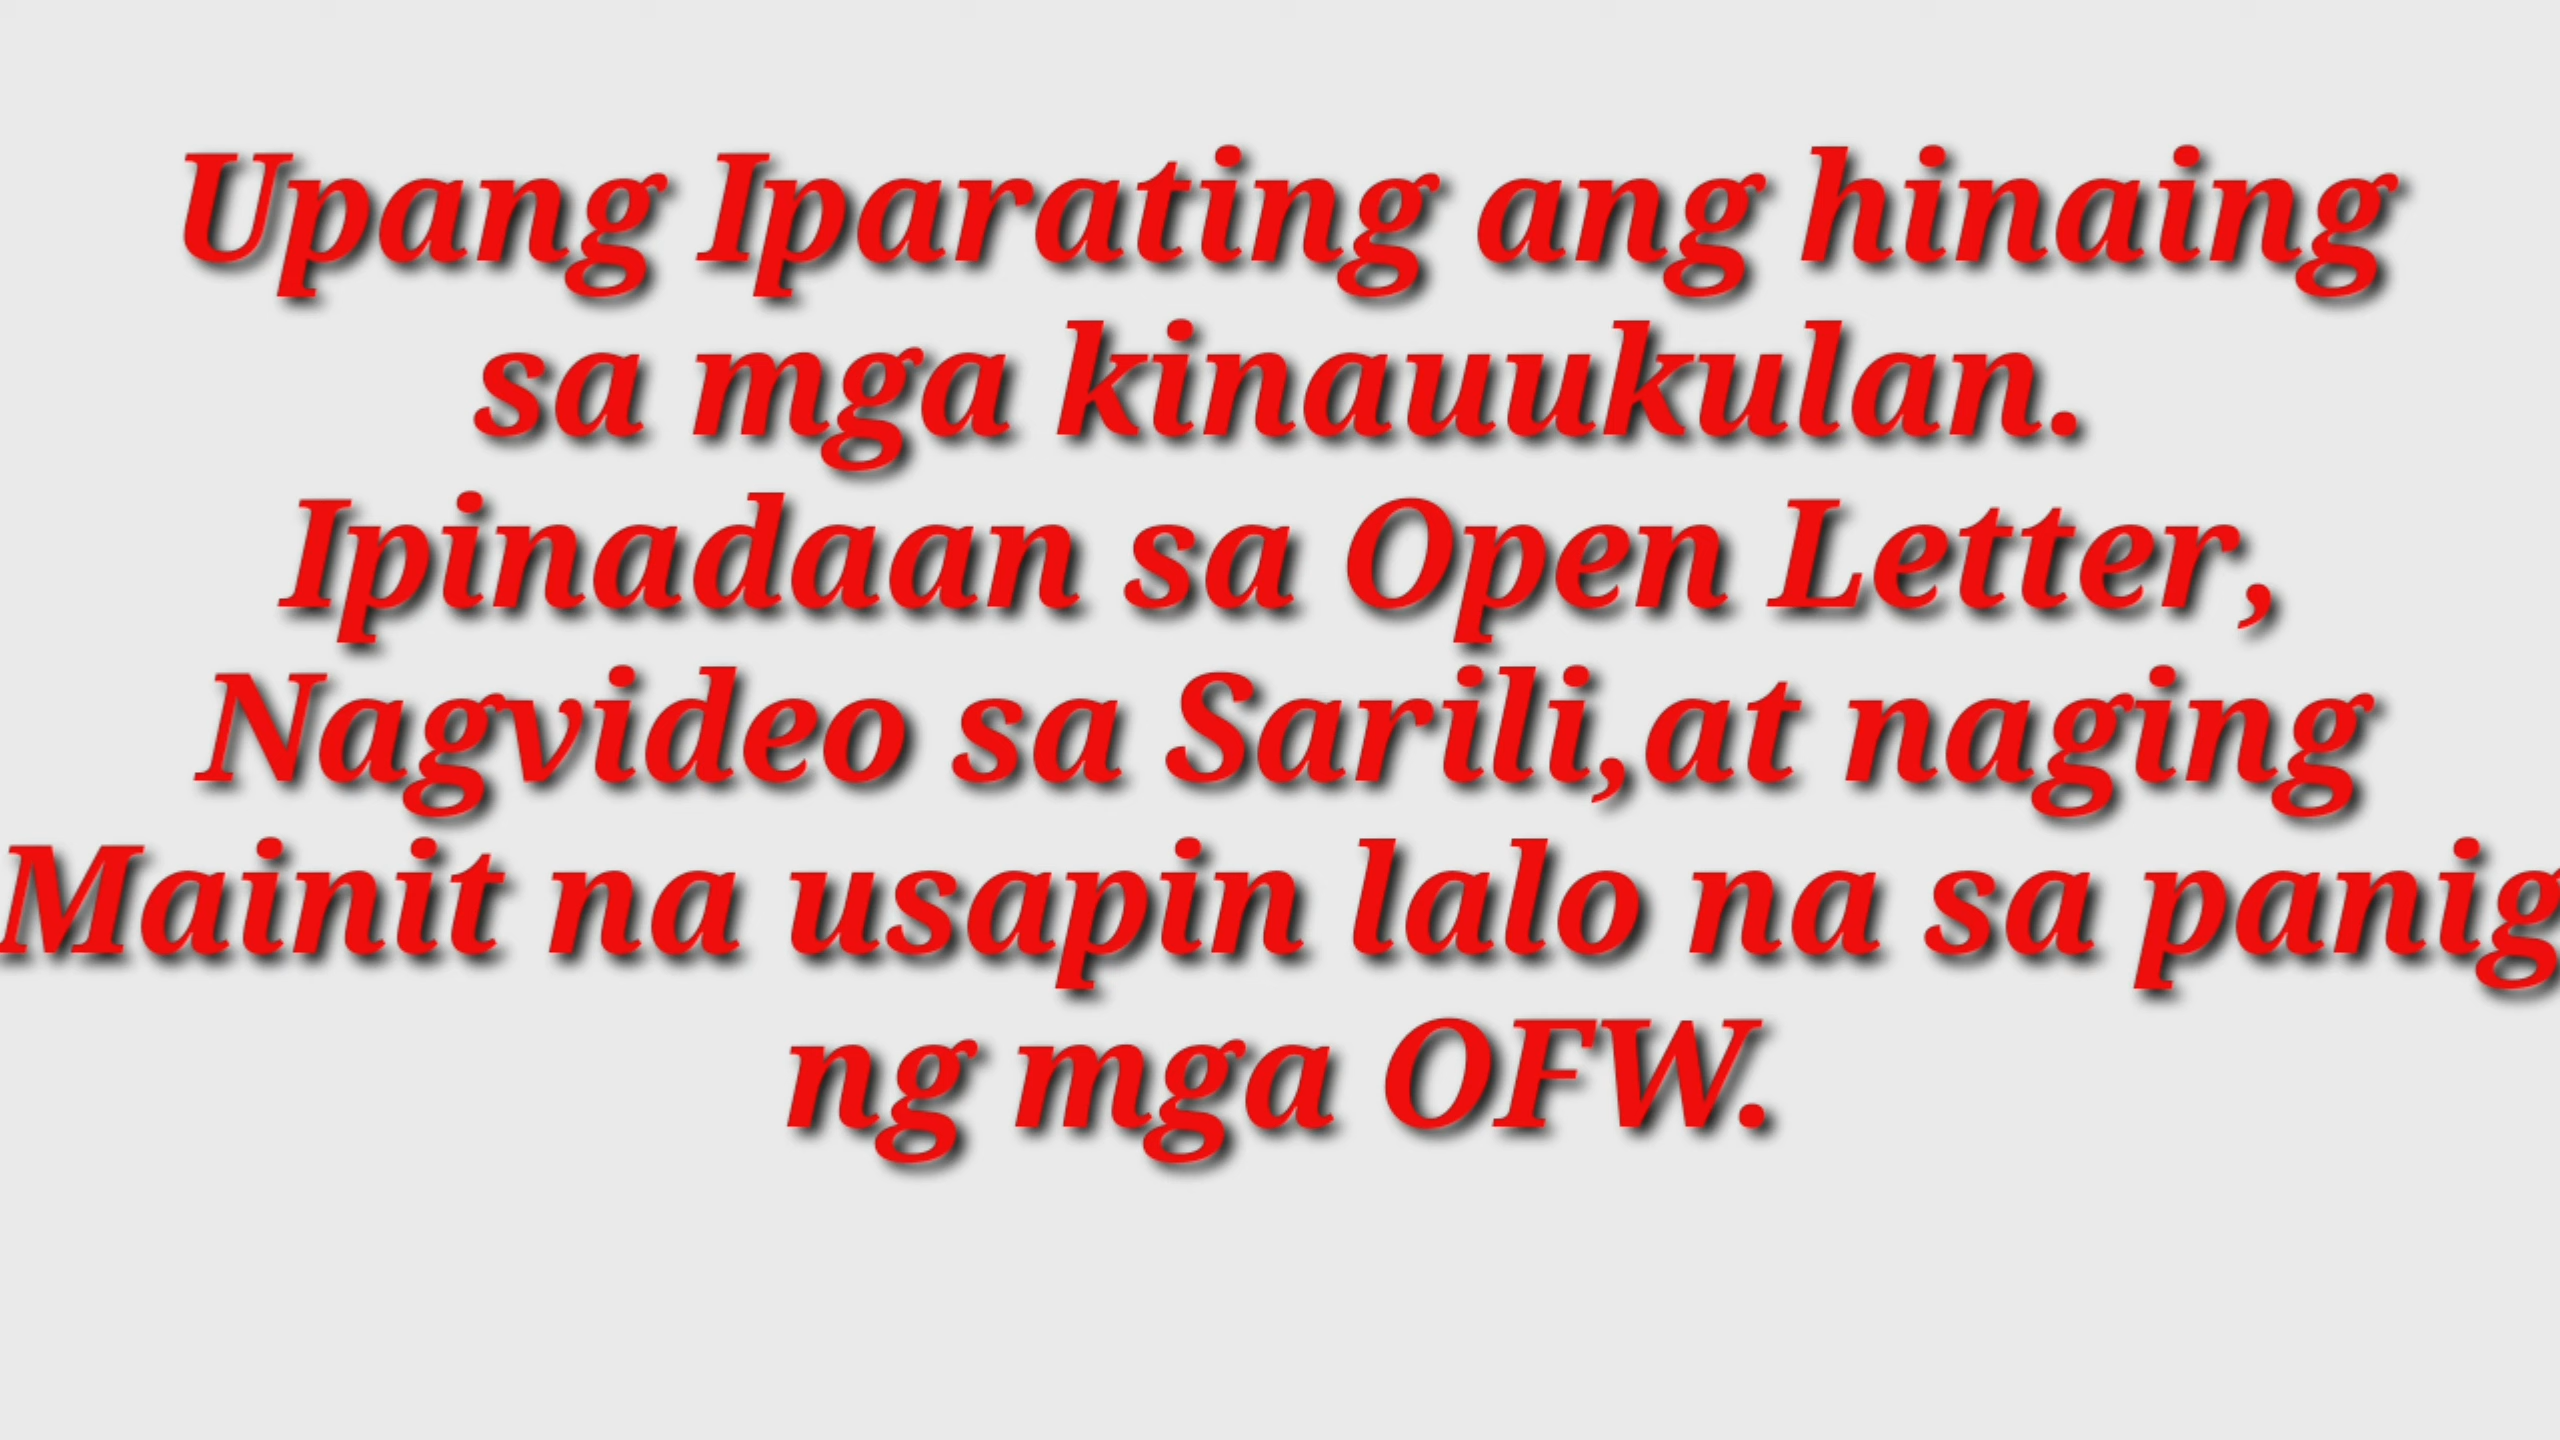 Upang Iparating ang hinaing
sa mga kinauukulan.
Ipinadaan sa Open Letter,
Nagvideo sa Sarili,at naging
Mainit na usapin lalo na sa panig
ng mga OFW.